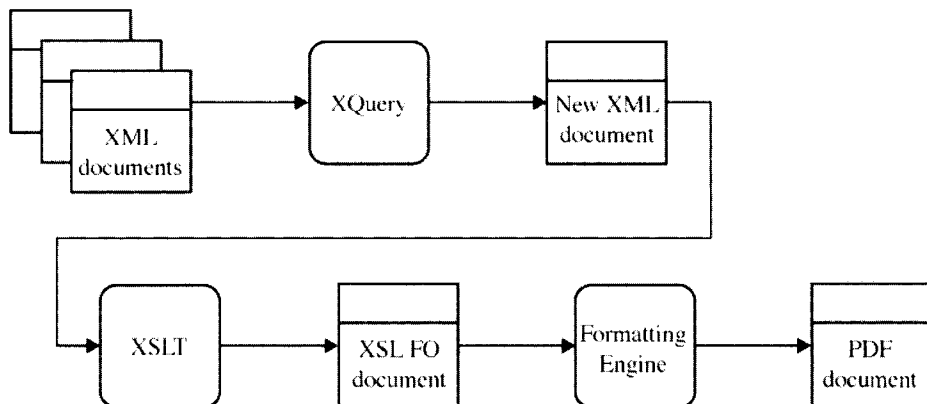 XML
documents
XQuery
New XML
document
XSLT
XSL FO
document
Formatting
Engine
PDF
document